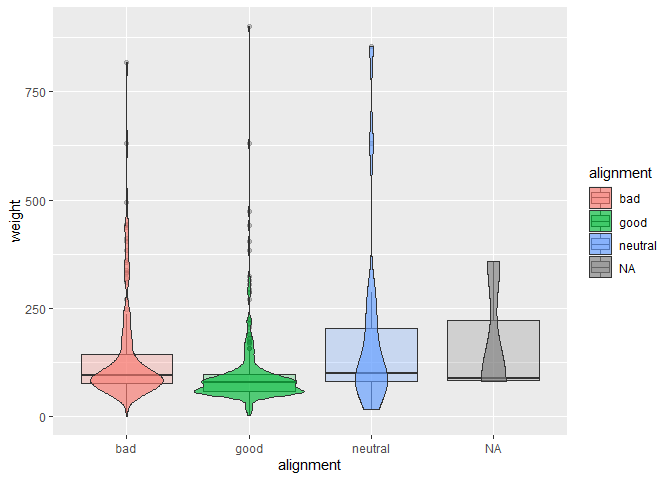 750
500
250
0
weight
bad good neutral NA
alignment
alignment
bad
good
neutral
NA